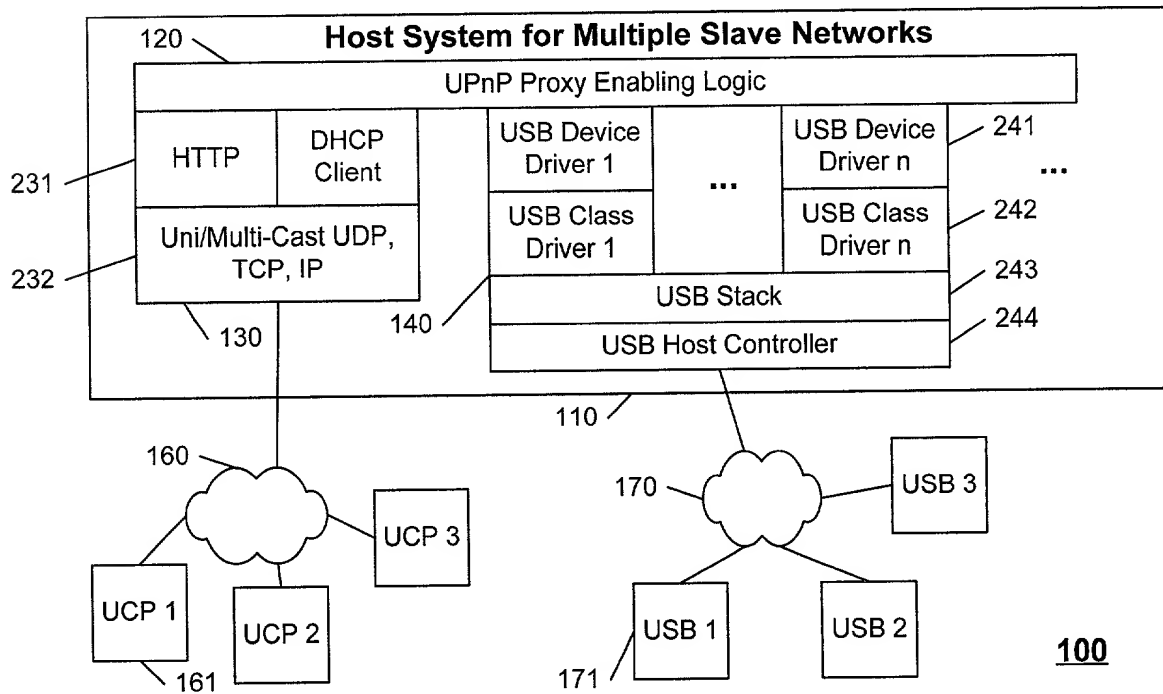 Host System for Multiple Slave Networks
120
UPnP Proxy Enabling Logic
HTTP
DHCP
Client
USB Device
Driver 1
...
USB Device
Driver n
241
...
231
USB Class
Driver 1
USB Class
Driver n
242
Uni/Multi-Cast UDP,
TCP, IP
232
USB Stack
243
130
140
USB Host Controller
244
110
160
170
UCP 3
USB 3
UCP 1
UCP 2
USB 1
USB 2
161
171
100